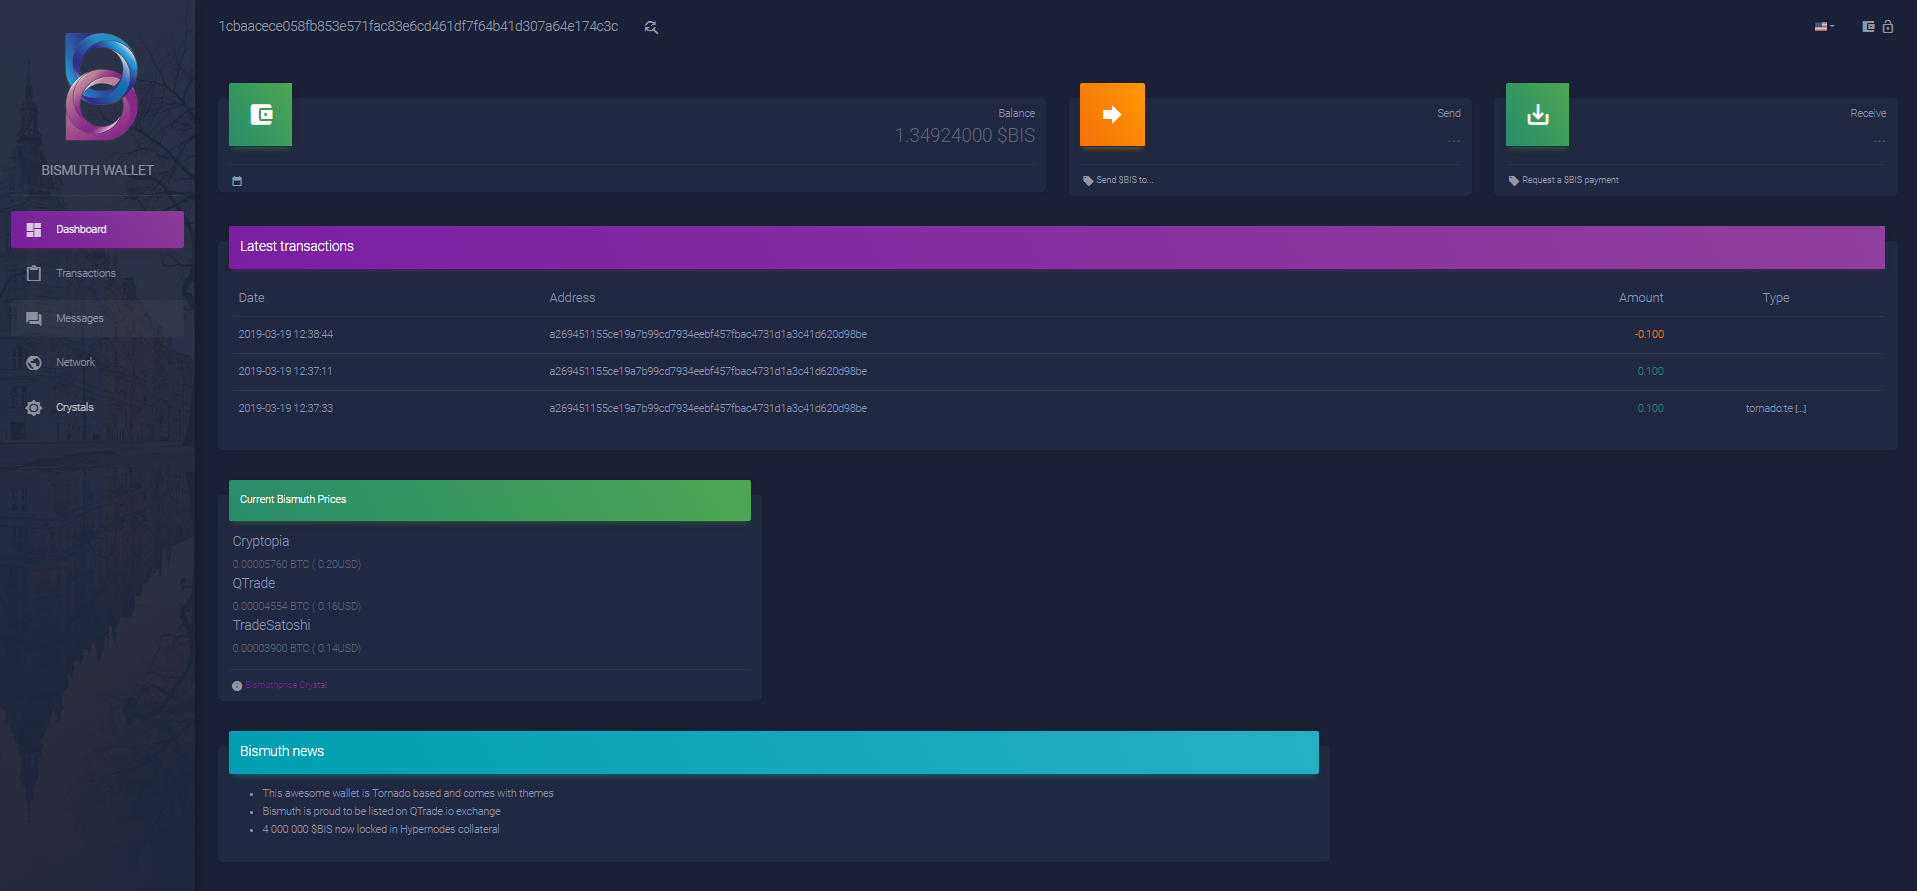 1cbaacece058fb853e571fac83e6cd461df7f64b41d307a64e174c3c
BISMUTH WALLET
Dashboard
Transactions
Messages
Network
Crystals
Balance
1.34924000 $BIS
Send
...
Send $BIS to...
Receive
...
Request a $BIS payment
Latest transactions
Date Address Amount Type
2019-03-19 12:38:44 a269451155ce19a7b99cd7934eebf457fbac4731d1a3c41d620d98be -0.100
2019-03-19 12:37:11 a269451155ce19a7b99cd7934eebf457fbac4731d1a3c41d620d98be 0.100
2019-03-19 12:37:33 a269451155ce19a7b99cd7934eebf457fbac4731d1a3c41d620d98be 0.100 tornado:te [...]
Current Bismuth Prices
Cryptopia
0.00005760 BTC ( 0.20USD)
QTrade
0.00004554 BTC ( 0.16USD)
TradeSatoshi
0.00003900 BTC ( 0.14USD)
Bismuthprice Crystal
Bismuth news
This awesome wallet is Tornado based and comes with themes
Bismuth is proud to be listed on QTrade.io exchange
4 000 000 $BIS now locked in Hypernodes collateral